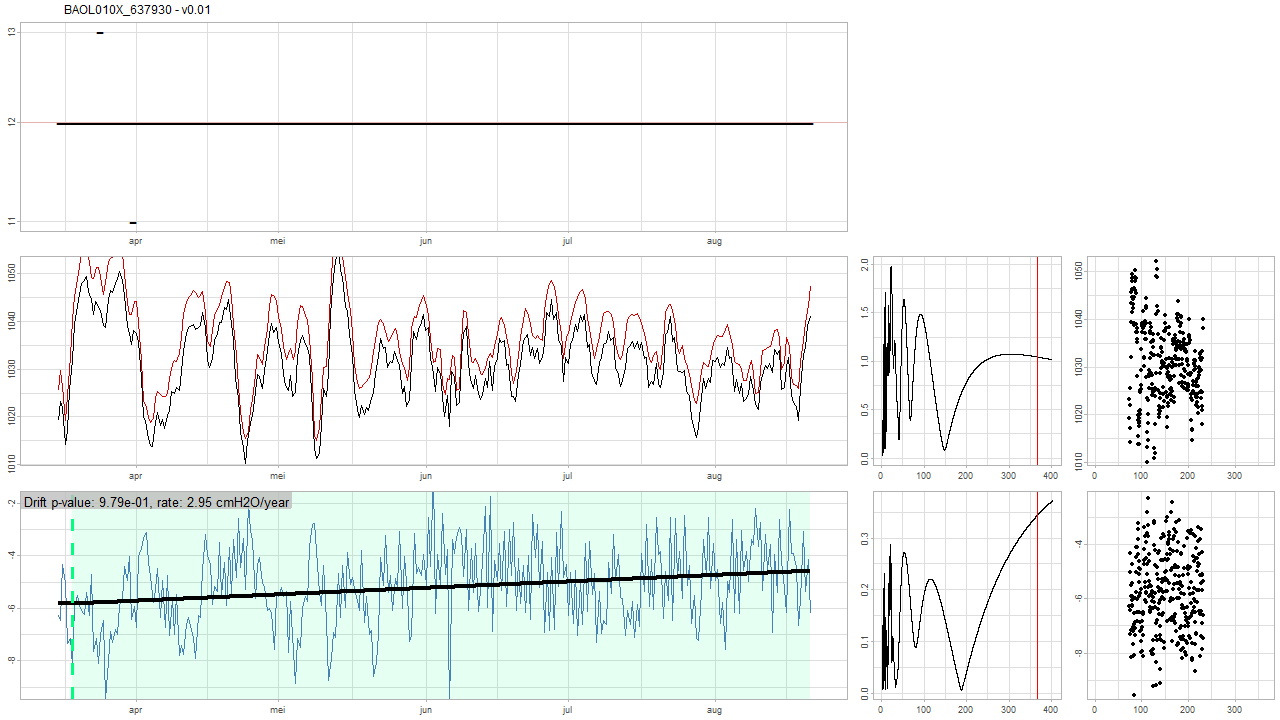 BAOL010X_637930 - v0.01
13
12
11
apr
mei
jun
jul
aug
1050
1040
1030
1020
1010
apr
mei
jun
jul
aug
2.0
1.5
1.0
0.5
0.0
0
100
200
300
400
1050
1040
1030
1020
1010
0
100
200
300
Drift p-value: 9.79e-01, rate: 2.95 cmH2O/year
-2
-4
-6
-8
apr
mei
jun
jul
aug
0.3
0.2
0.1
0.0
0
100
200
300
400
-4
-6
-8
0
100
200
300